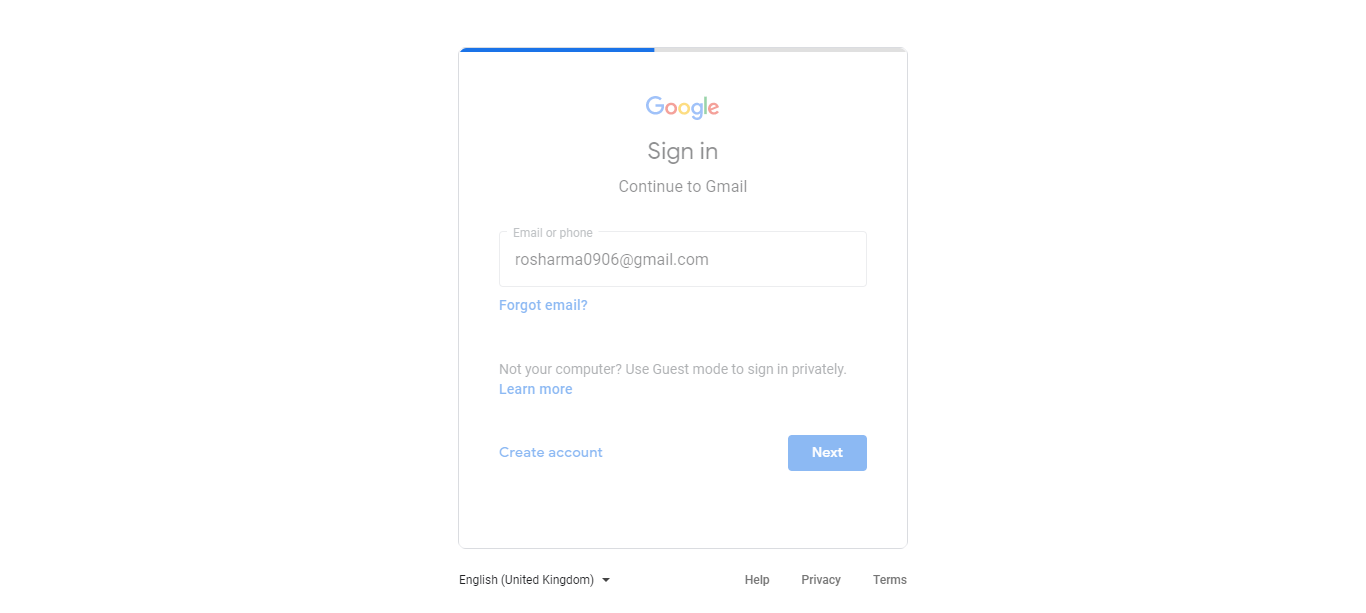 Google
Sign in
Continue to Gmail
Email or phone
rosharma0906@gmail.com
Forgot email?
Not your computer? Use Guest mode to sign in privately.
Learn more
Create account
Next
English (United Kingdom)
Help
Privacy
Terms